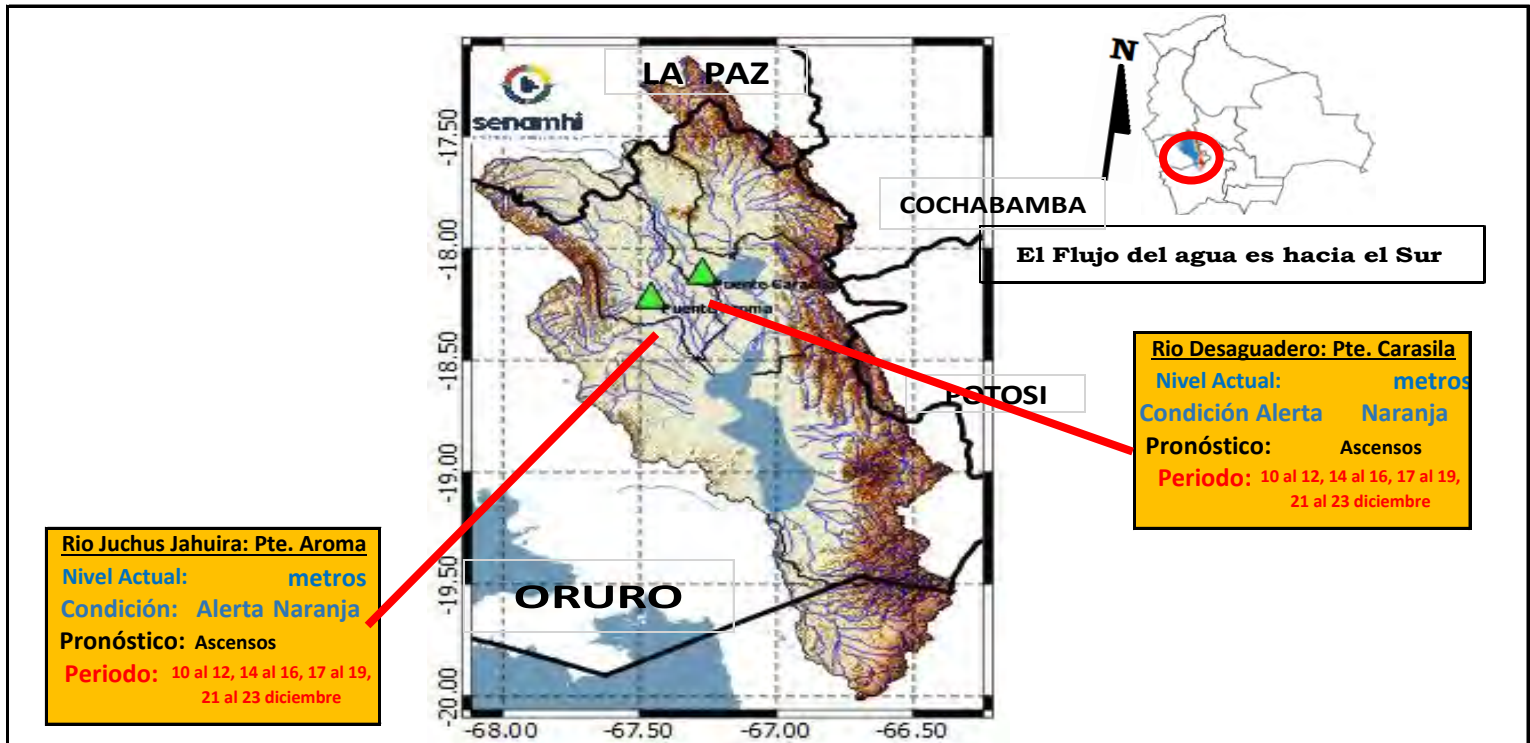 LA PAZ
senamhi
N
COCHABAMBA
El Flujo del agua es hacia el Sur
Puente
Puente
POTOSI
Rio Desaguadero: Pte. Carasila
Nivel Actual: metros
Condición Alerta Naranja
Pronóstico: Ascensos
Periodo: 10 al 12, 14 al 16, 17 al 19,
21 al 23 diciembre
Rio Juchus Jahuira: Pte. Aroma
Nivel Actual: metros
Condición: Alerta Naranja
Pronóstico: Ascensos
Periodo: 10 al 12, 14 al 16, 17 al 19,
21 al 23 diciembre
ORURO
-17.50
-18.00
-18.50
-19.00
-19.50
-20.00
-68.00 -67.50 -67.00 -66.50